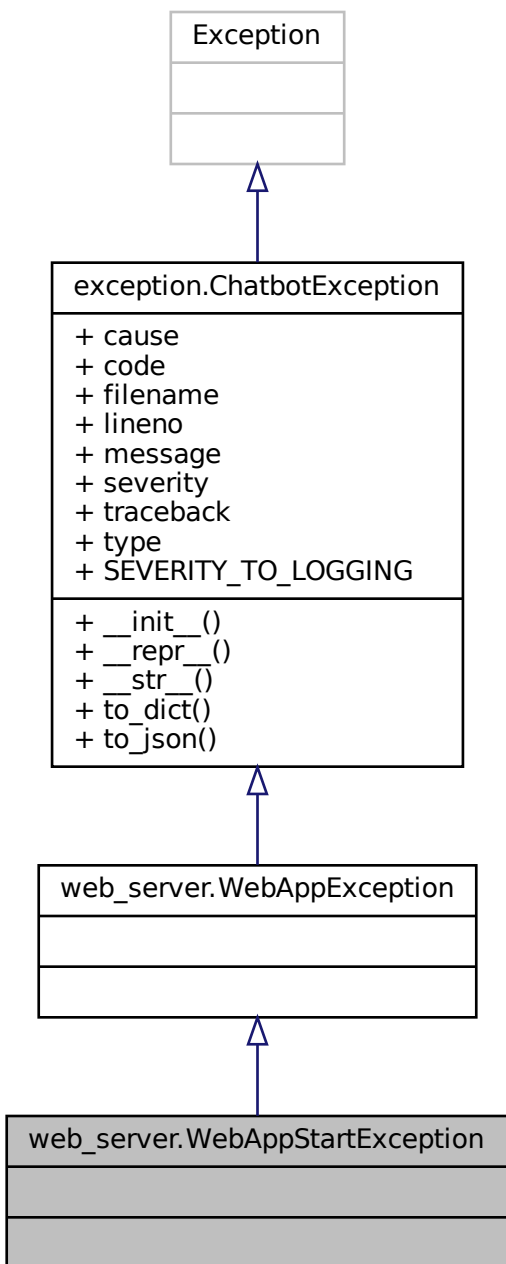 Exception
exception.ChatbotException
+ cause
+ code
+ filename
+ lineno
+ message
+ severity
+ traceback
+ type
+ SEVERITY_TO_LOGGING
+ __init__()
+ __repr__()
+ __str__()
+ to_dict()
+ to_json()
web_server.WebAppException
web_server.WebAppStartException